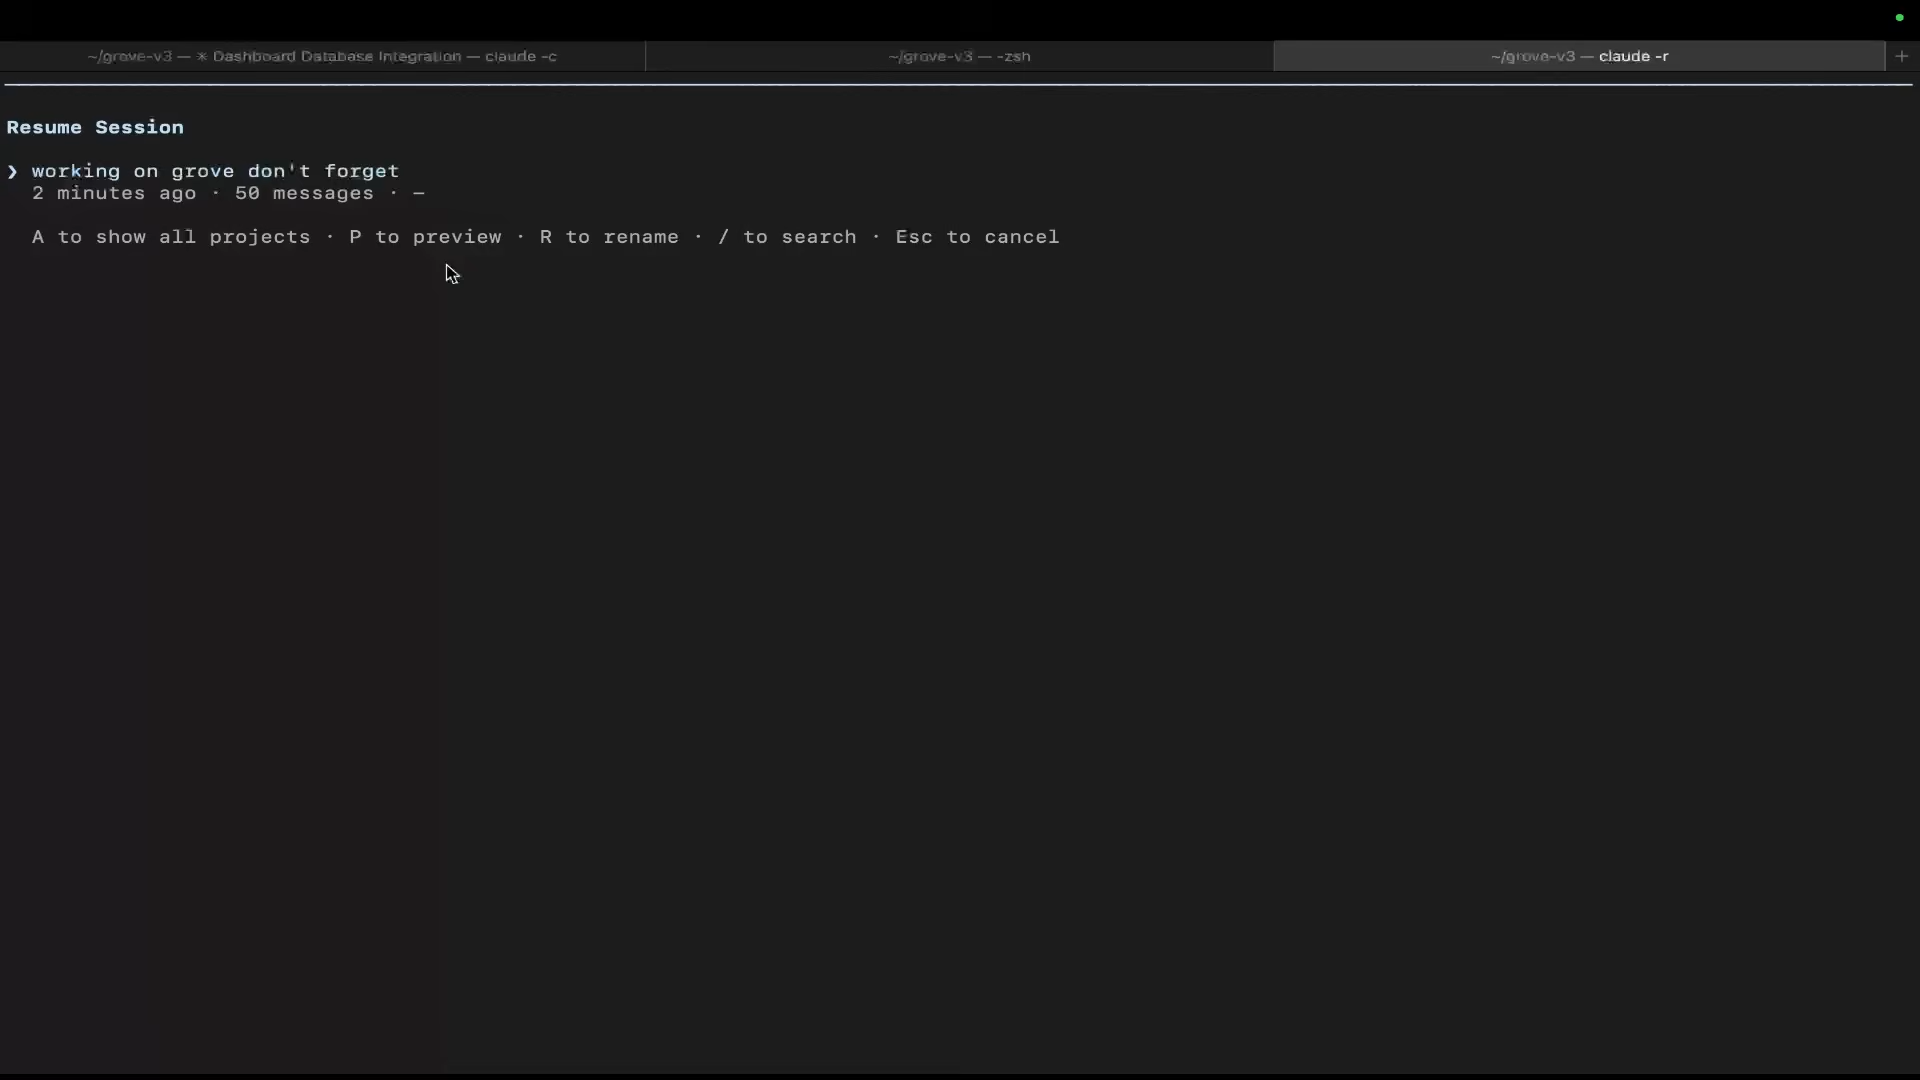 ~/grove-v3 — ✳ Dashboard Database Integration — claude -c
~/grove-v3 — -zsh
~/grove-v3 — claude -r
+
Resume Session
❯ working on grove don't forget
2 minutes ago · 50 messages · –
A to show all projects · P to preview · R to rename · / to search · Esc to cancel